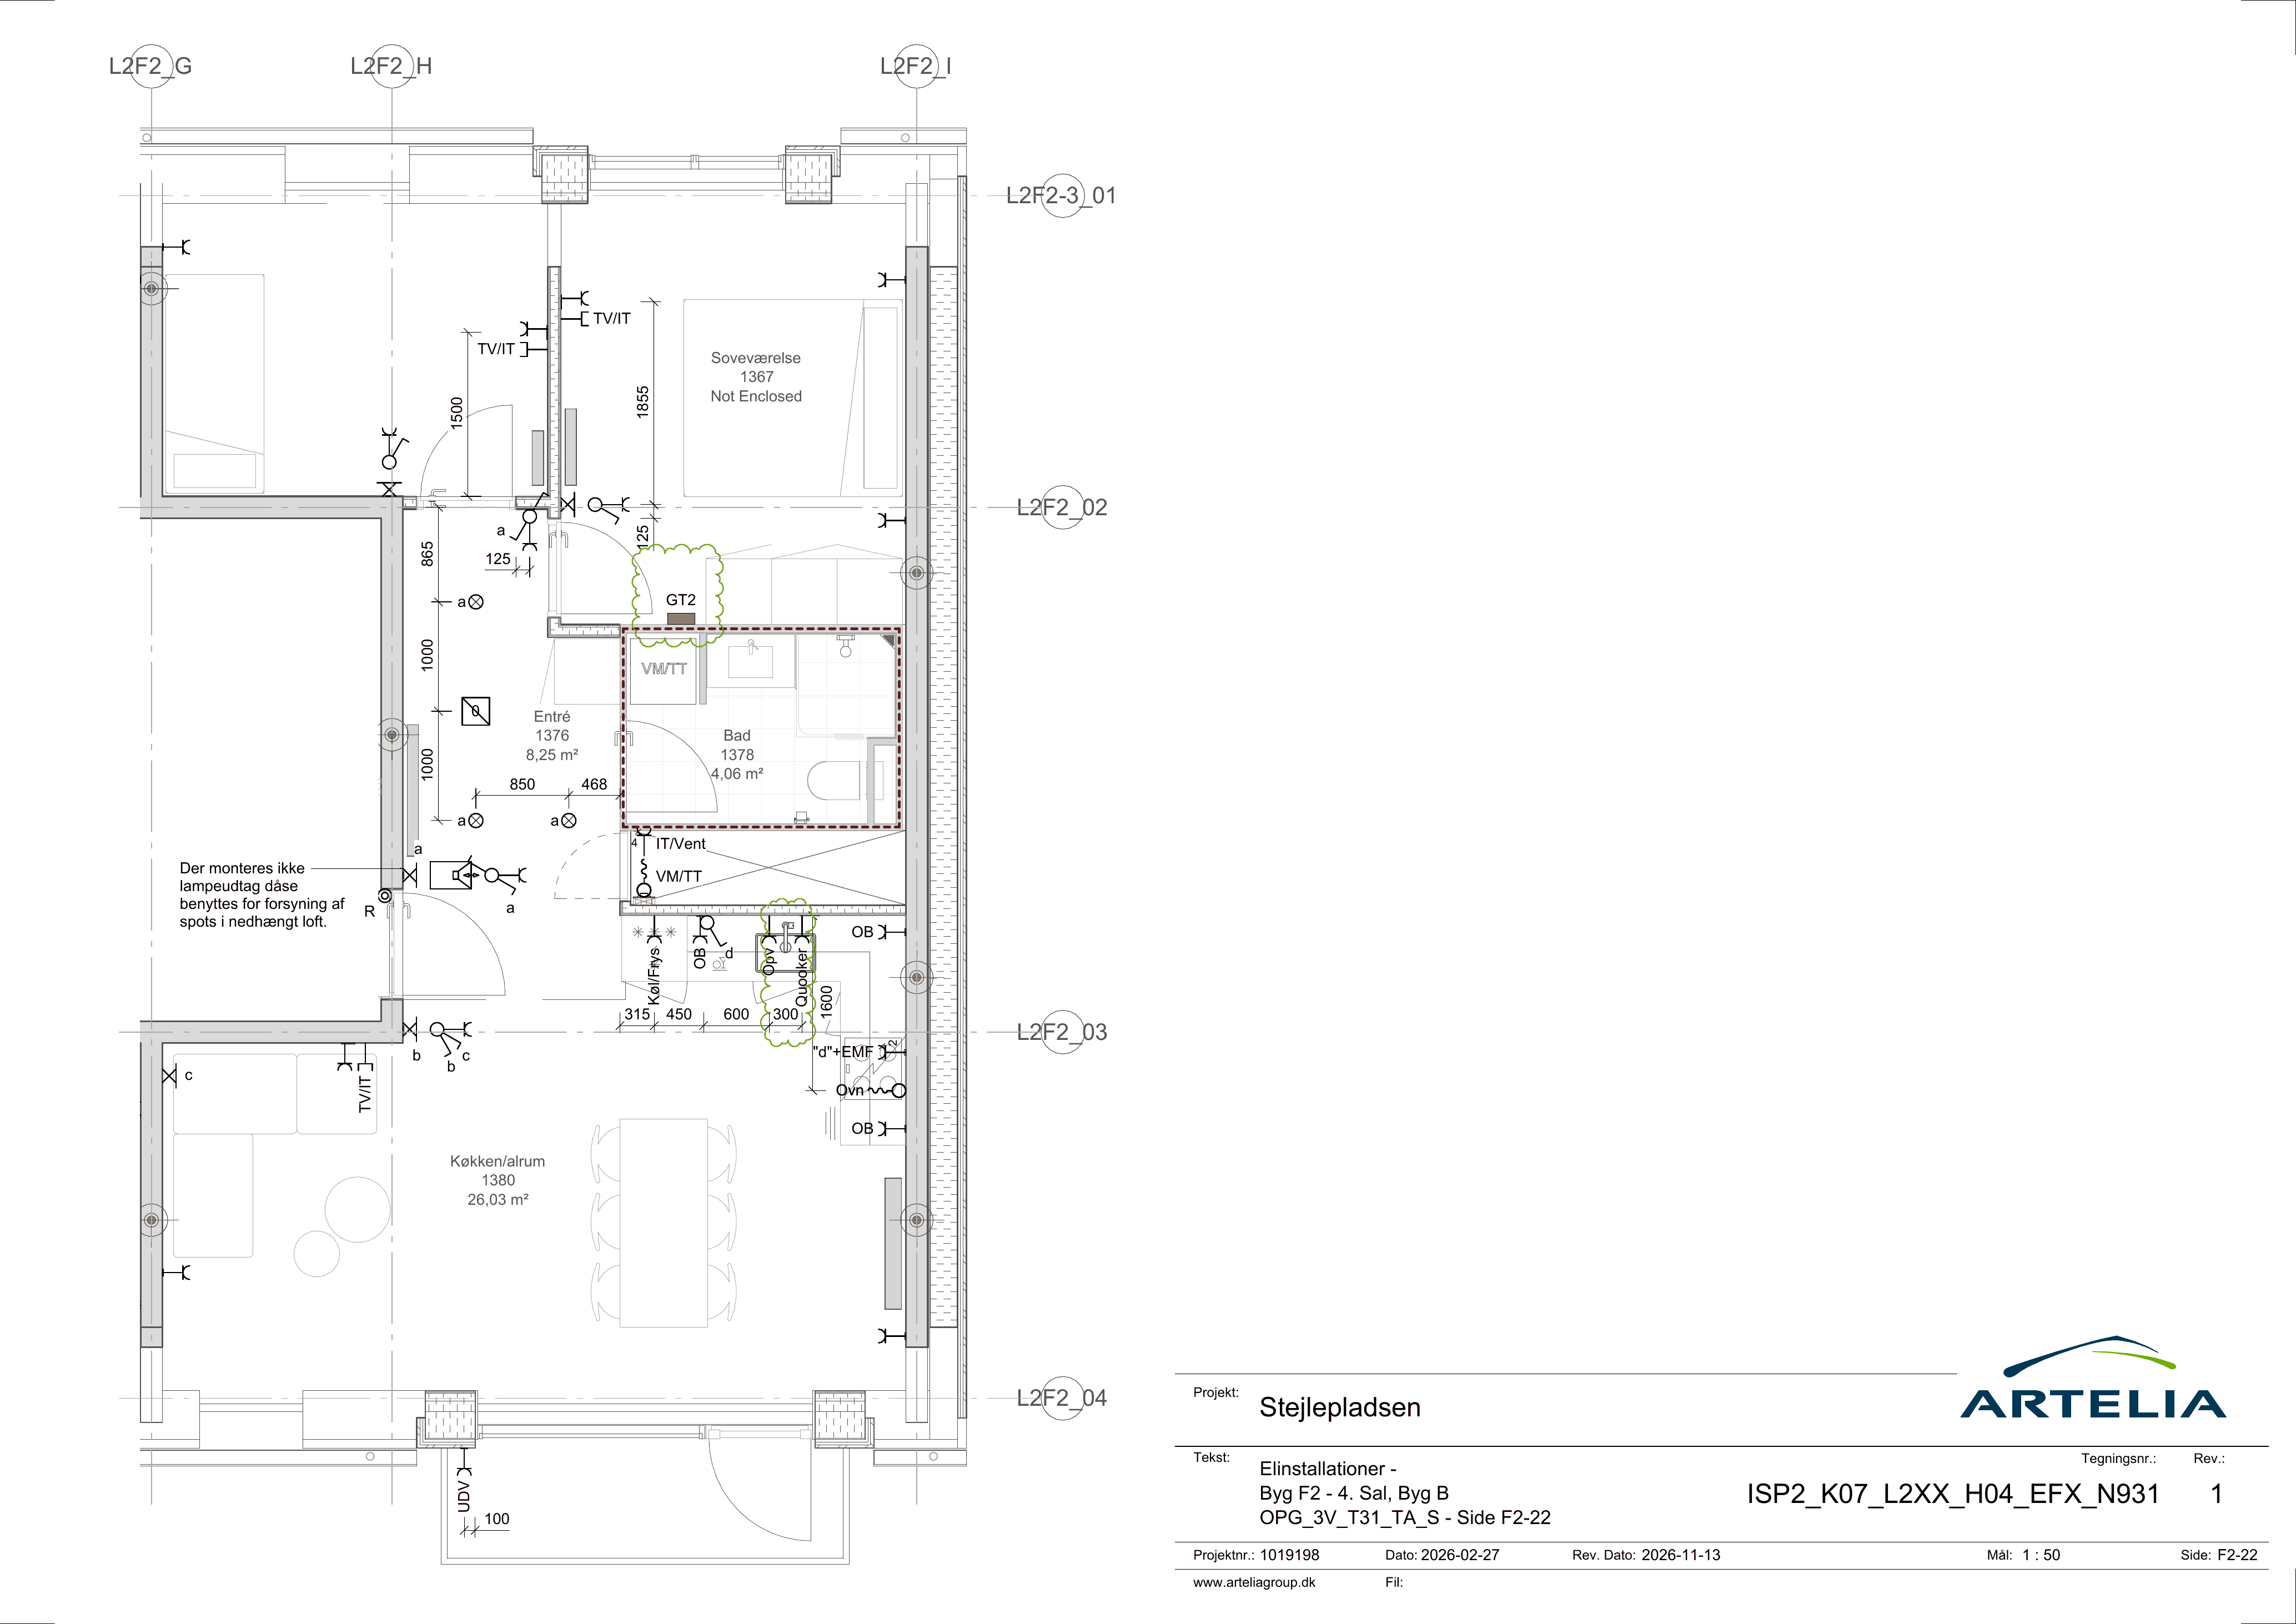 L2F2_G
L2F2_H
L2F2_I
L2F2-3_01
TV/IT
TV/IT
Soveværelse
1367
Not Enclosed
1500
1855
L2F2_02
a
125
125
865
a
GT2
1000
VM/TT
Entré
1376
8,25 m²
Bad
1378
4,06 m²
1000
850
468
a
a
a
4
IT/Vent
VM/TT
Der monteres ikke
lampeudtag dåse
benyttes for forsyning af
spots i nedhængt loft.
R
a
OB
Køl/Frys
OB
d
Opv
Quooker
1600
315
450
600
300
L2F2_03
b
b
c
"d"+EMF
2
c
TV/IT
Ovn
OB
Køkken/alrum
1380
26,03 m²
L2F2_04
UDV
100
ARTELIA
Projekt:
Stejlepladsen
Tekst:
Elinstallationer -
Byg F2 - 4. Sal, Byg B
OPG_3V_T31_TA_S - Side F2-22
Tegningsnr.:
Rev.:
ISP2_K07_L2XX_H04_EFX_N931
1
Projektnr.: 1019198
Dato: 2026-02-27
Rev. Dato: 2026-11-13
Mål: 1 : 50
Side: F2-22
www.arteliagroup.dk
Fil: